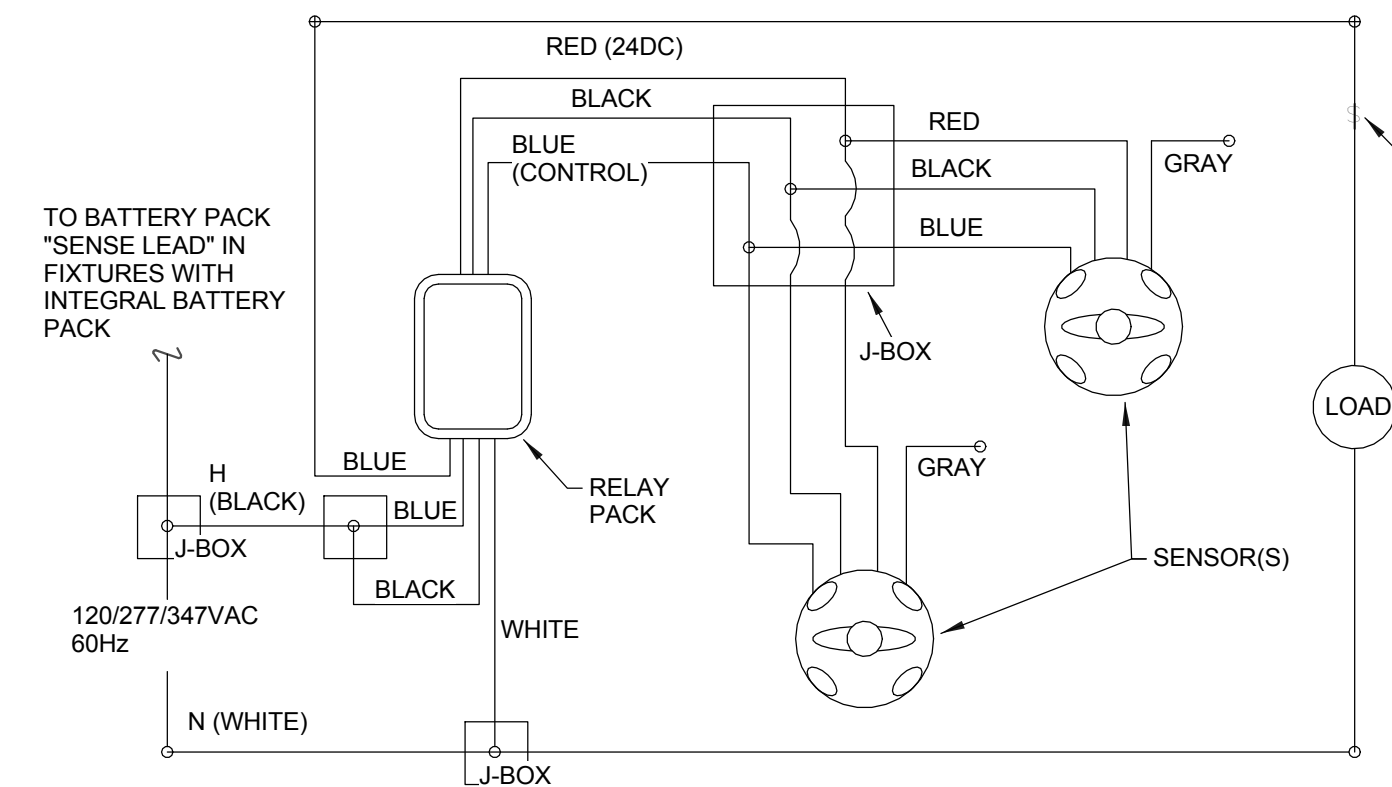 RED (24DC)
BLACK
BLUE
(CONTROL)
RED
BLACK
BLUE
GRAY
$
TO BATTERY PACK
"SENSE LEAD" IN
FIXTURES WITH
INTEGRAL BATTERY
PACK
J-BOX
LOAD
BLUE
H
(BLACK)
BLUE
J-BOX
BLACK
RELAY
PACK
GRAY
SENSOR(S)
120/277/347VAC
60Hz
WHITE
N (WHITE)
J-BOX